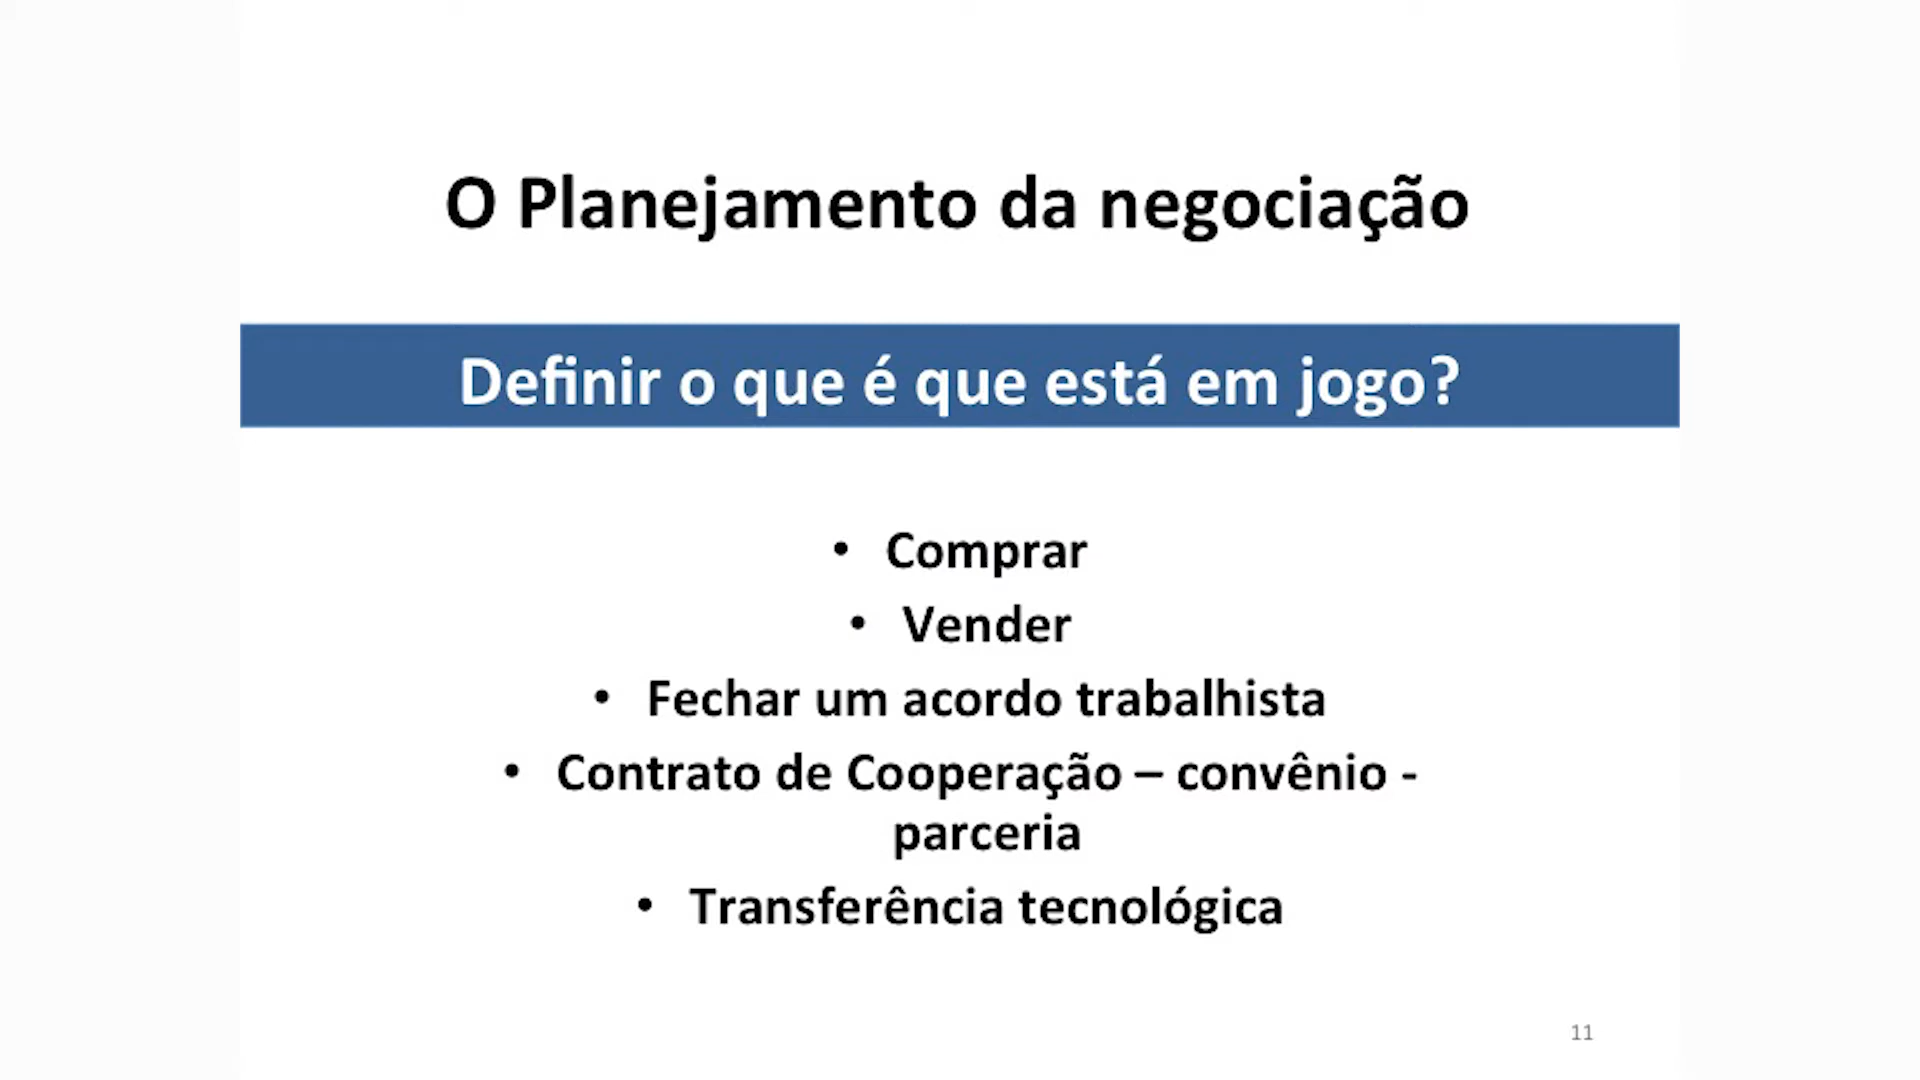 O Planejamento da negociação
Definir o que é que está em jogo?
• Comprar
• Vender
• Fechar um acordo trabalhista
• Contrato de Cooperação – convênio -
parceria
• Transferência tecnológica
11